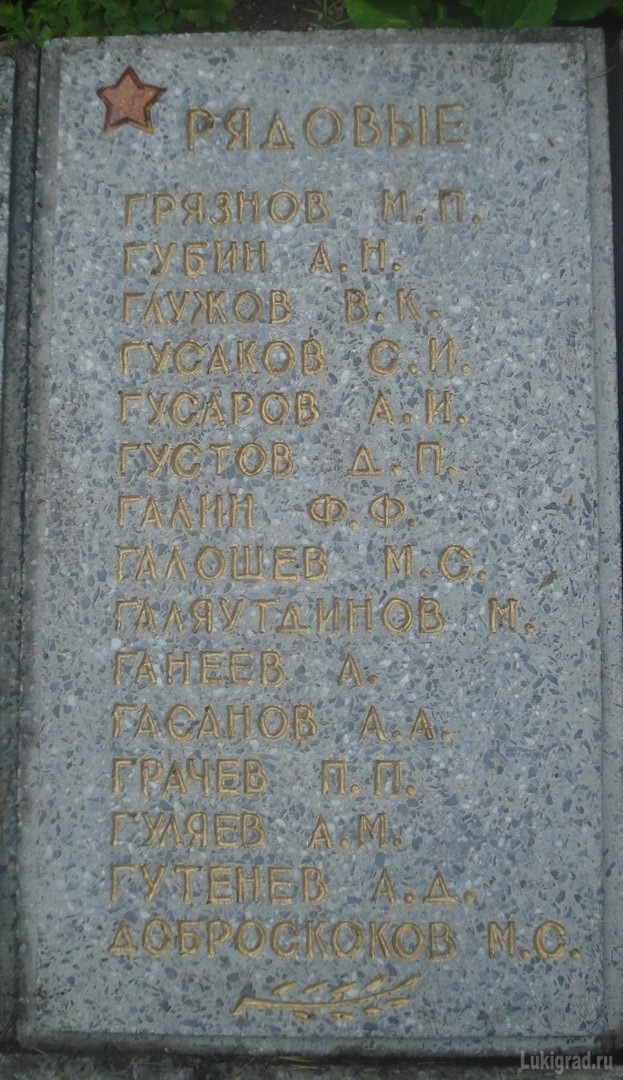 РЯДОВЫЕ
ГРЯЗНОВ М.П.
ГУБИН А.Н.
ГЛУЖОВ В.К.
ГУСАКОВ С.И.
ГУСАРОВ А.И.
ГУСТОВ Д.П.
ГАЛИН Ф.Ф.
ГАЛОШЕВ М.С.
ГАЛЯУТДИНОВ М.
ГАНЕЕВ А.
ГАСАНОВ А.А.
ГРАЧЕВ П.П.
ГУЛЯЕВ А.М.
ГУТЕНЕВ А.Д.
ДОБРОСКОКОВ М.С.
Lukigrad.ru